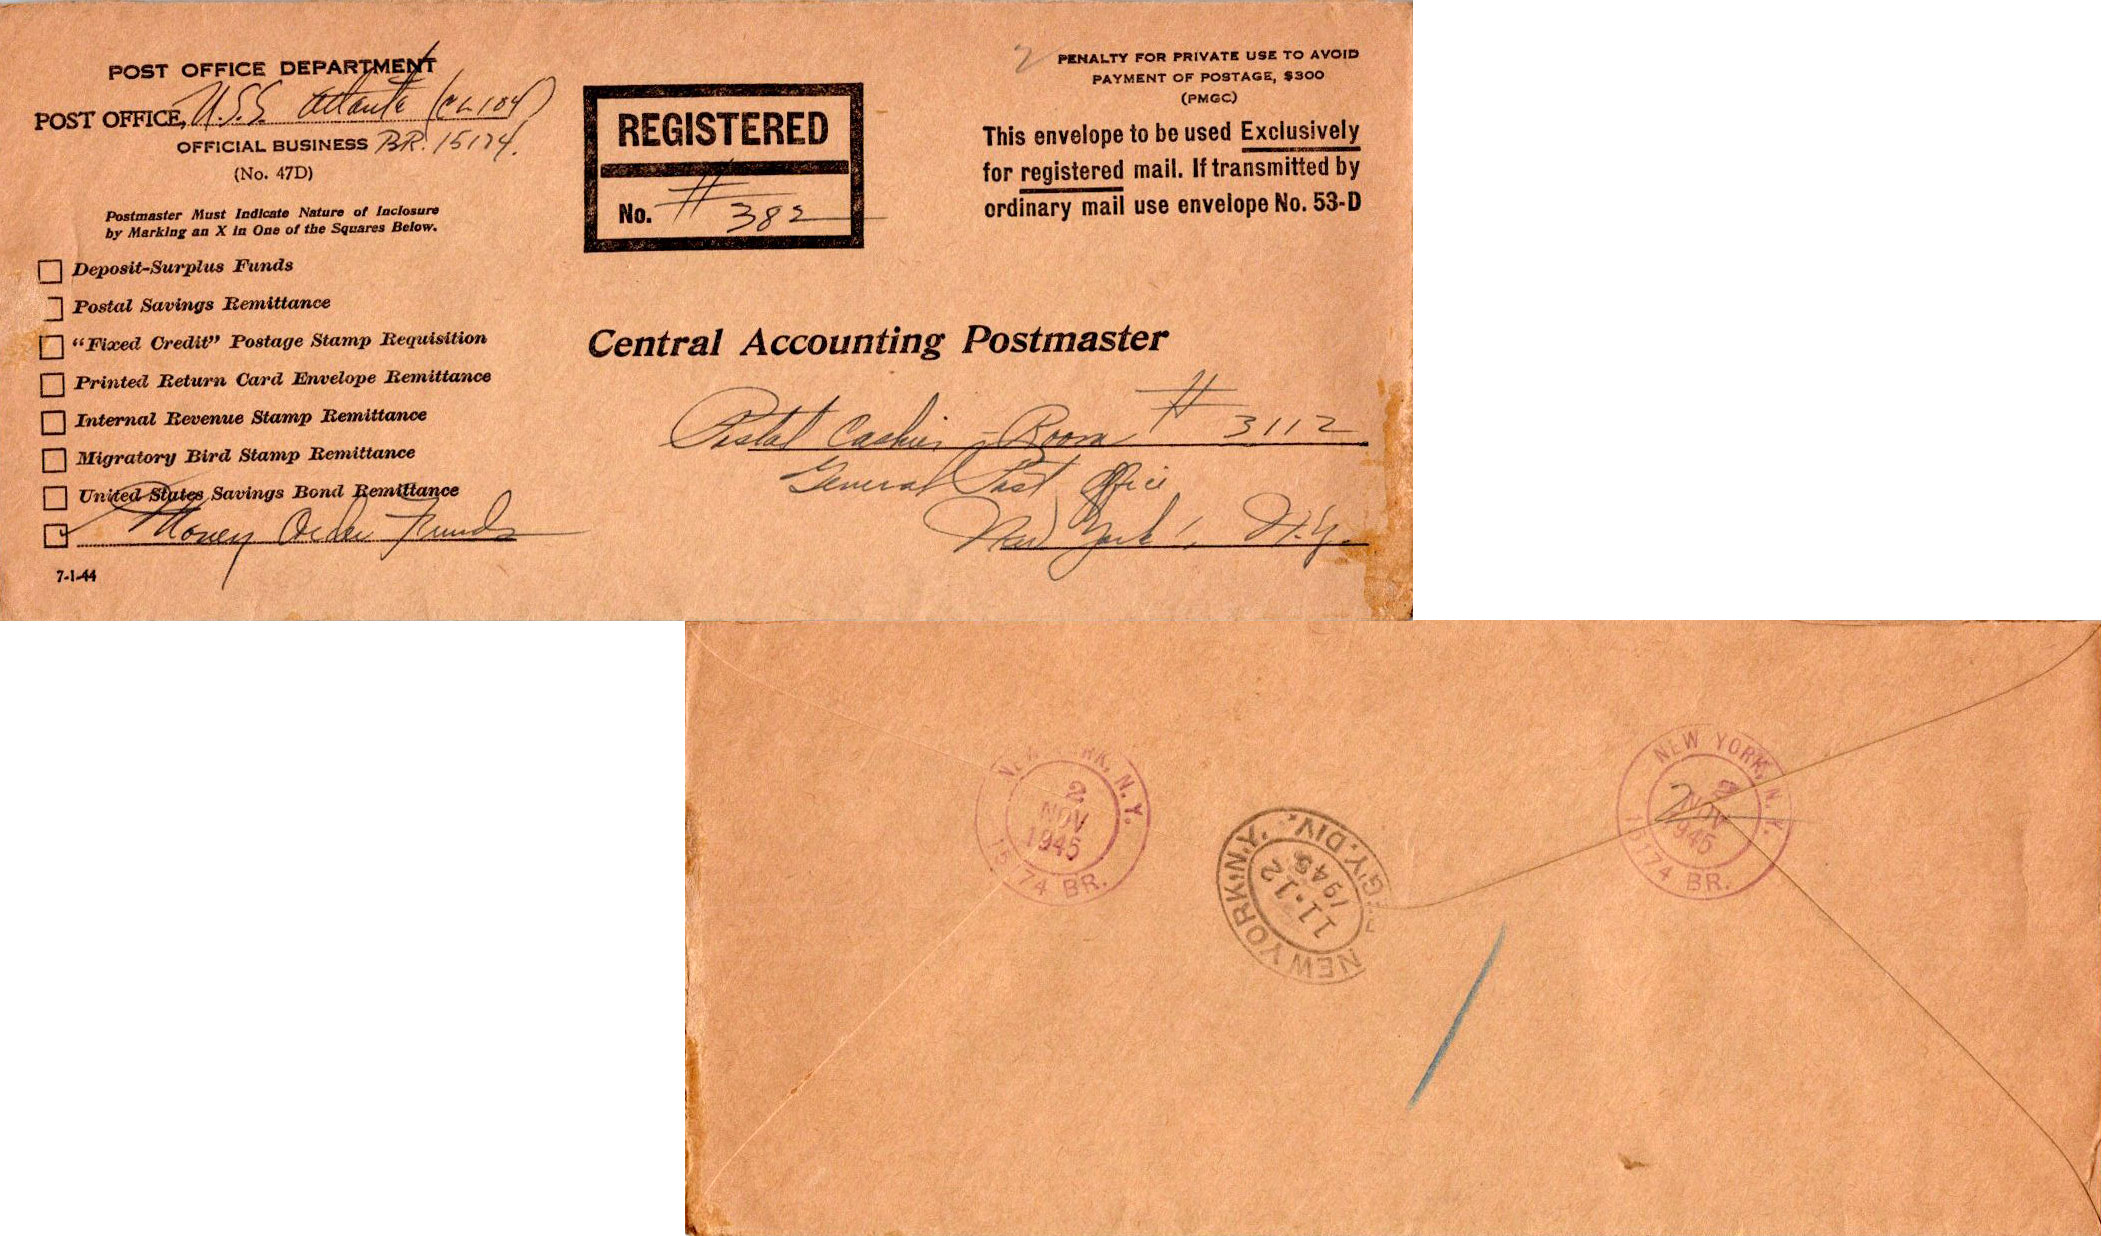 POST OFFICE DEPARTMENT
POST OFFICE, U.S.S. Atlanta (CL 104)
OFFICIAL BUSINESS BR. 15174.
(No. 47D)
Postmaster Must Indicate Nature of Inclosure
by Marking an X in One of the Squares Below.
Deposit-Surplus Funds
Postal Savings Remittance
"Fixed Credit" Postage Stamp Requisition
Printed Return Card Envelope Remittance
Internal Revenue Stamp Remittance
Migratory Bird Stamp Remittance
United States Savings Bond Remittance
Money Order Funds
7-1-44
REGISTERED
No. # 382
2
PENALTY FOR PRIVATE USE TO AVOID
PAYMENT OF POSTAGE, $300
(PMGC)
This envelope to be used Exclusively
for registered mail. If transmitted by
ordinary mail use envelope No. 53-D
Central Accounting Postmaster
Postal Cashier - Room # 3112
General Post Office
New York 1, N.Y.
N.Y.
2
NOV
1945
BR.
NEW YORK, N.Y.
11·12
1945
DIV.
NEW YORK, N.Y.
2
NOV
1945
15174 BR.
2